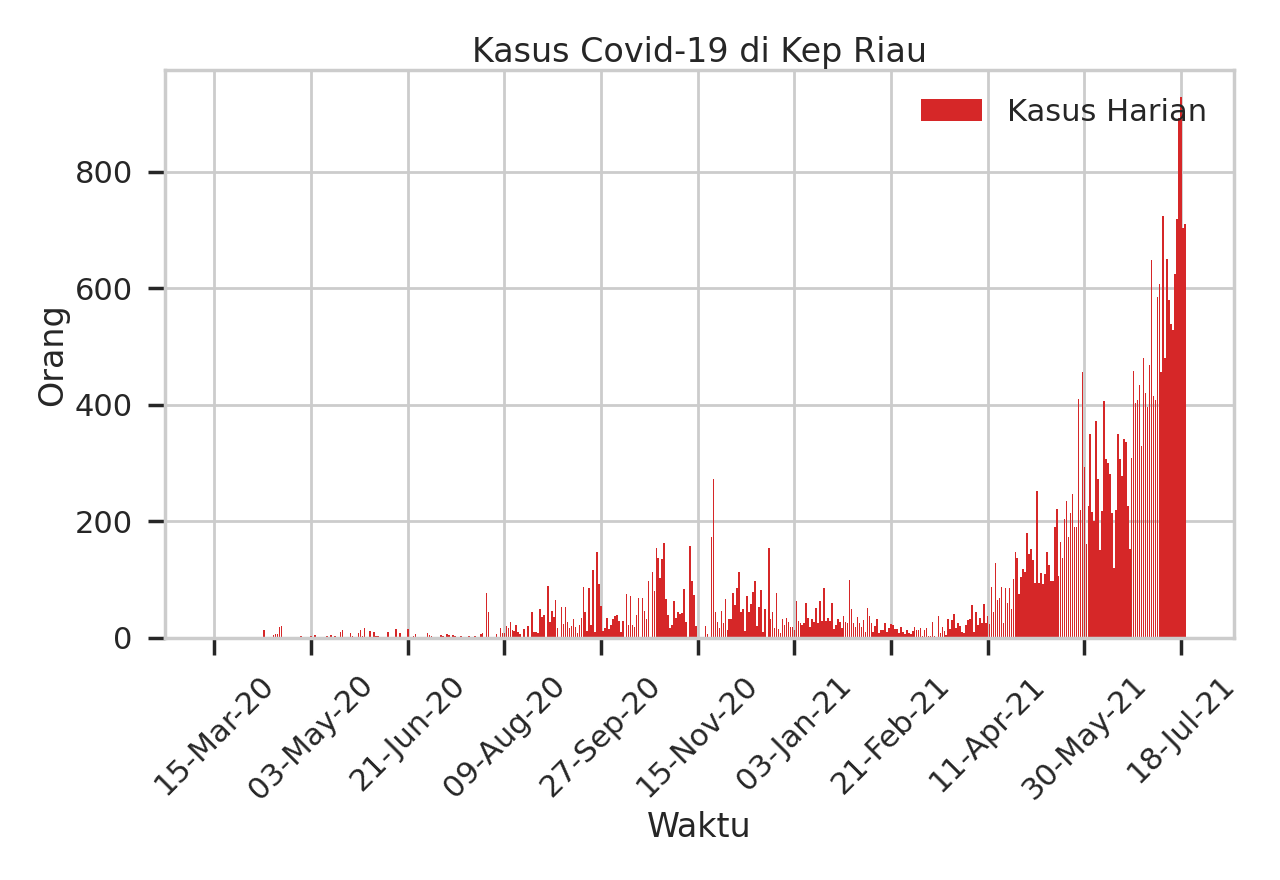 Kasus Covid-19 di Kep Riau
Kasus Harian
Orang
800
600
400
200
0
15-Mar-20
03-May-20
21-Jun-20
09-Aug-20
27-Sep-20
15-Nov-20
03-Jan-21
21-Feb-21
11-Apr-21
30-May-21
18-Jul-21
Waktu